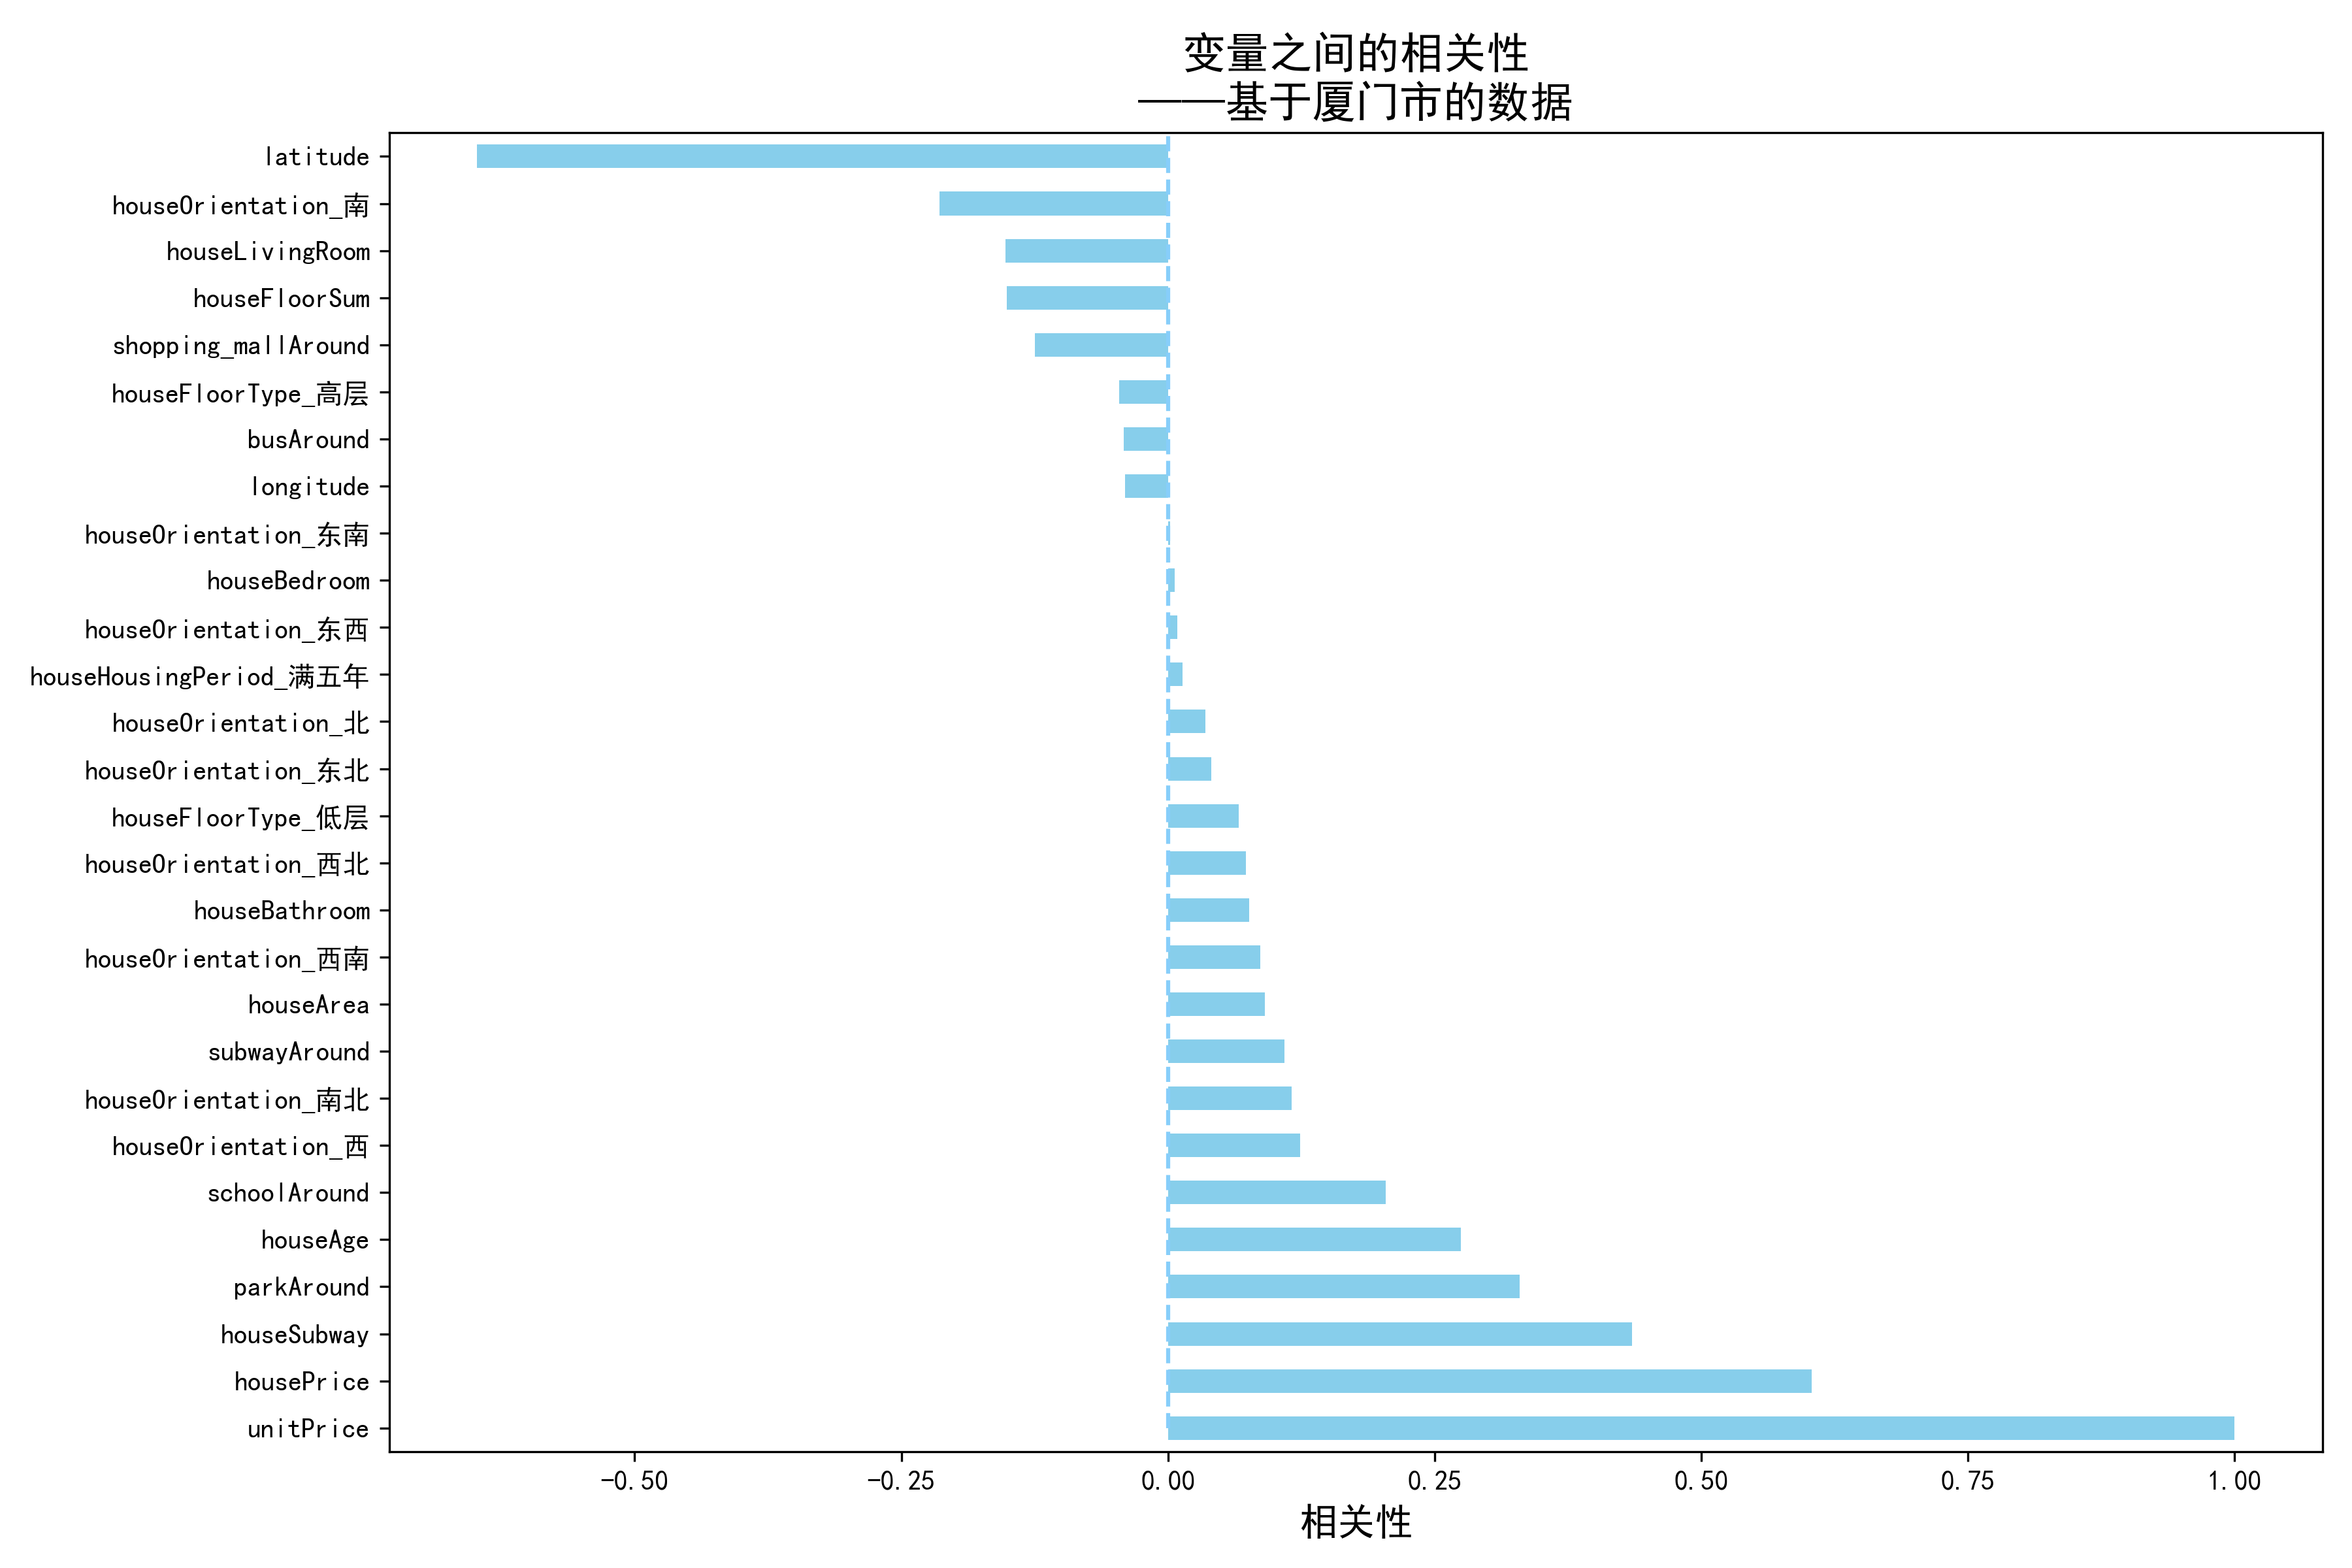 变量之间的相关性
——基于厦门市的数据
latitude
houseOrientation_南
houseLivingRoom
houseFloorSum
shopping_mallAround
houseFloorType_高层
busAround
longitude
houseOrientation_东南
houseBedroom
houseOrientation_东西
houseHousingPeriod_满五年
houseOrientation_北
houseOrientation_东北
houseFloorType_低层
houseOrientation_西北
houseBathroom
houseOrientation_西南
houseArea
subwayAround
houseOrientation_南北
houseOrientation_西
schoolAround
houseAge
parkAround
houseSubway
housePrice
unitPrice
-0.50 -0.25 0.00 0.25 0.50 0.75 1.00
相关性